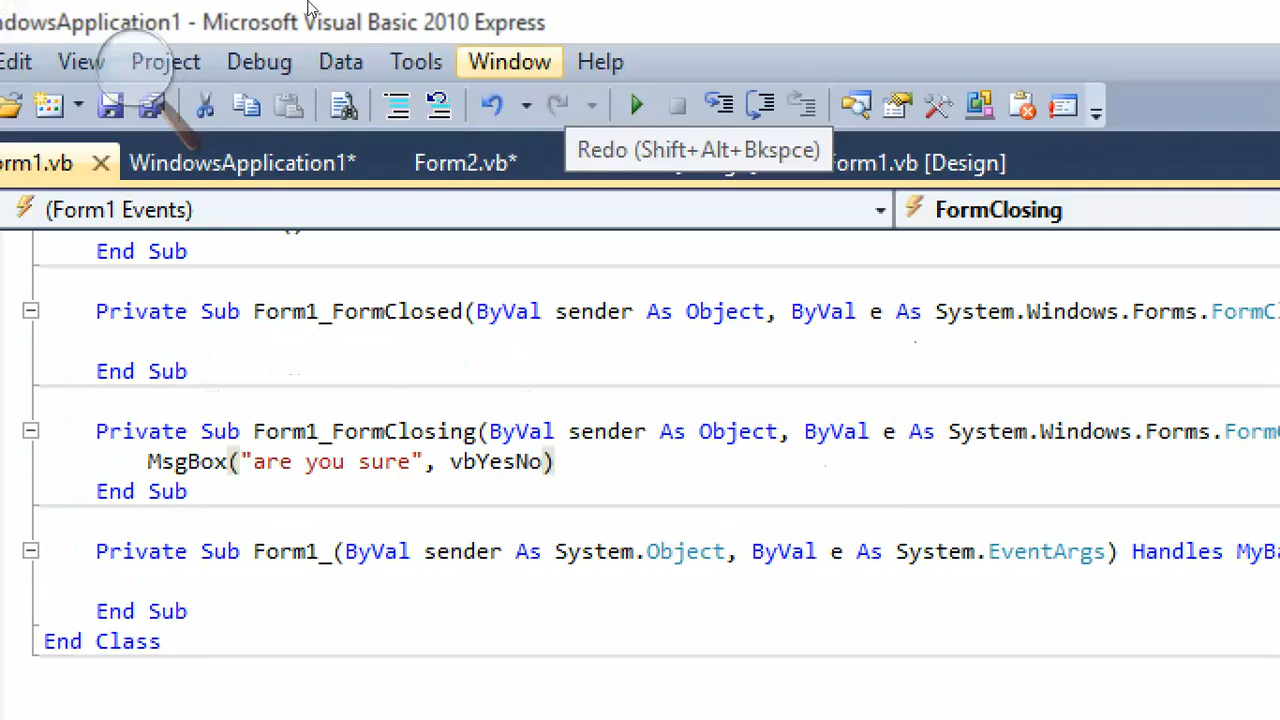 ndowsApplication1 - Microsoft Visual Basic 2010 Express
Edit View Project Debug Data Tools Window Help
Redo (Shift+Alt+Bkspce)
orm1.vb WindowsApplication1* Form2.vb* Form1.vb [Design]
(Form1 Events) FormClosing
End Sub
Private Sub Form1_FormClosed(ByVal sender As Object, ByVal e As System.Windows.Forms.FormCl
End Sub
Private Sub Form1_FormClosing(ByVal sender As Object, ByVal e As System.Windows.Forms.FormC
MsgBox("are you sure", vbYesNo)
End Sub
Private Sub Form1_(ByVal sender As System.Object, ByVal e As System.EventArgs) Handles MyBa
End Sub
End Class